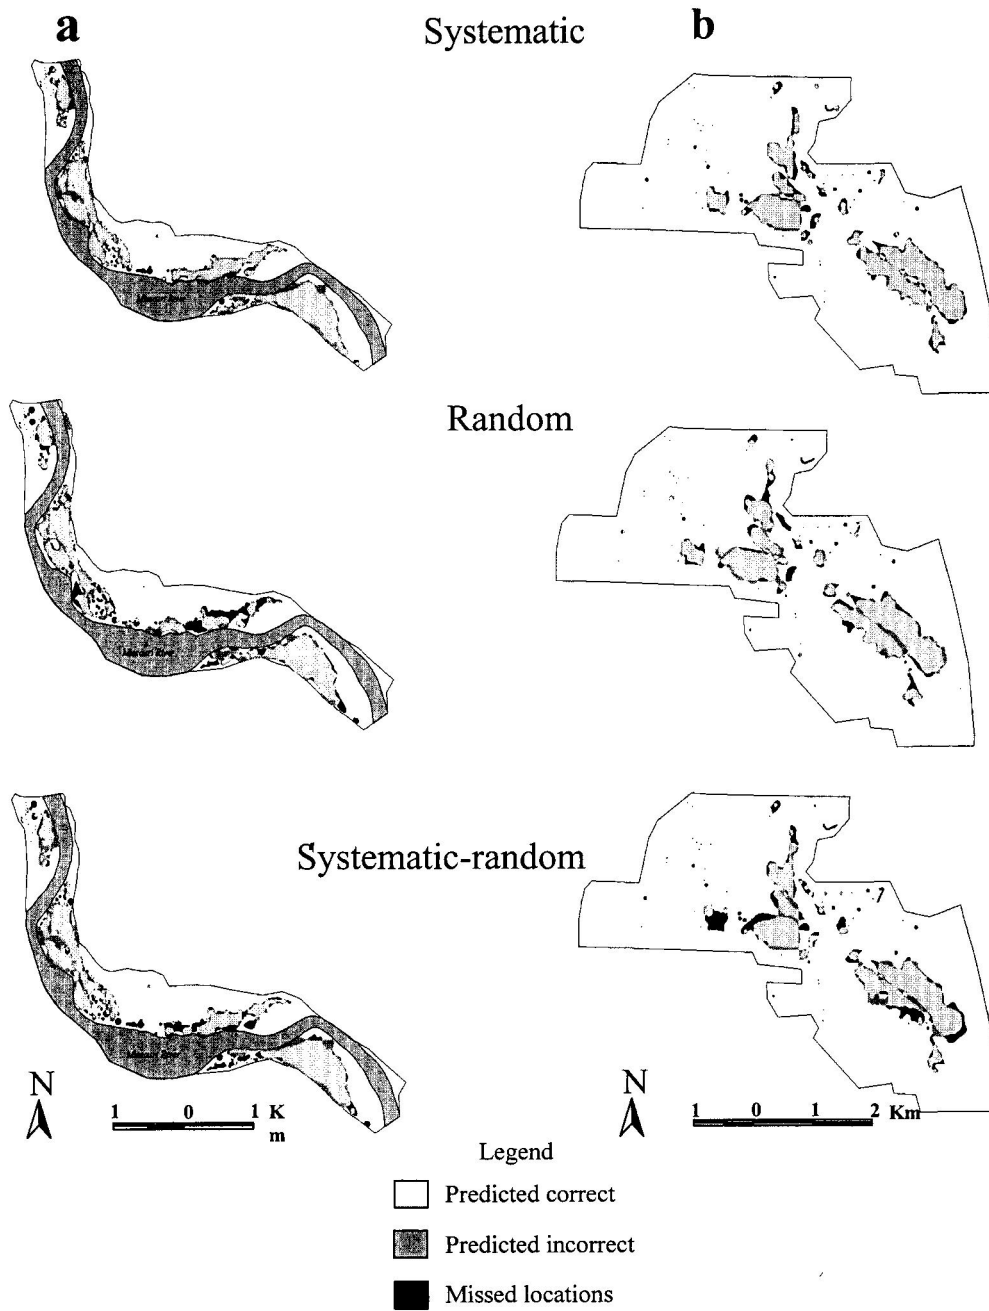 a
Systematic
b
Random
Systematic-random
N
1 0 1 K
m
N
1 0 1 2 Km
Legend
Predicted correct
Predicted incorrect
Missed locations